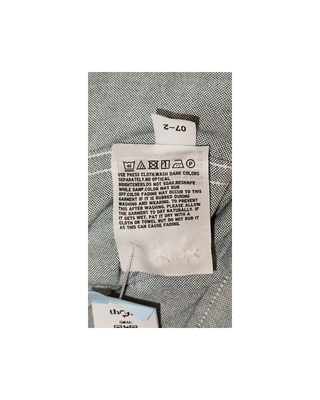 07-2
USE PRESS CLOTH.WASH DARK COLORS
SEPARATELY.NO OPTICAL
BRIGHTENERS.DO NOT SOAK.RESHAPE
WHILE DAMP.COLOR MAY RUB
OFF.COLOR FADING MAY OCCUR TO THIS
GARMENT IF IT IS RUBBED DURING
WASHING AND WEARING. TO PREVENT
FADING IN WASHING, PLEASE ALLOW
THE GARMENT TO DRY NATURALLY. IF
IT GETS WET, PAT IT DRY WITH A
CLOTH OR TOWEL BUT DO NOT RUB IT
AS THIS CAN CAUSE FADING.